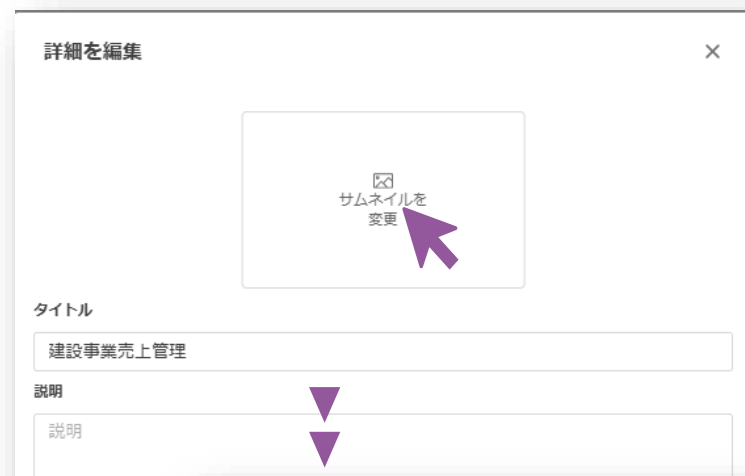 詳細を編集
サムネイルを
変更
タイトル
建設事業売上管理
説明
説明